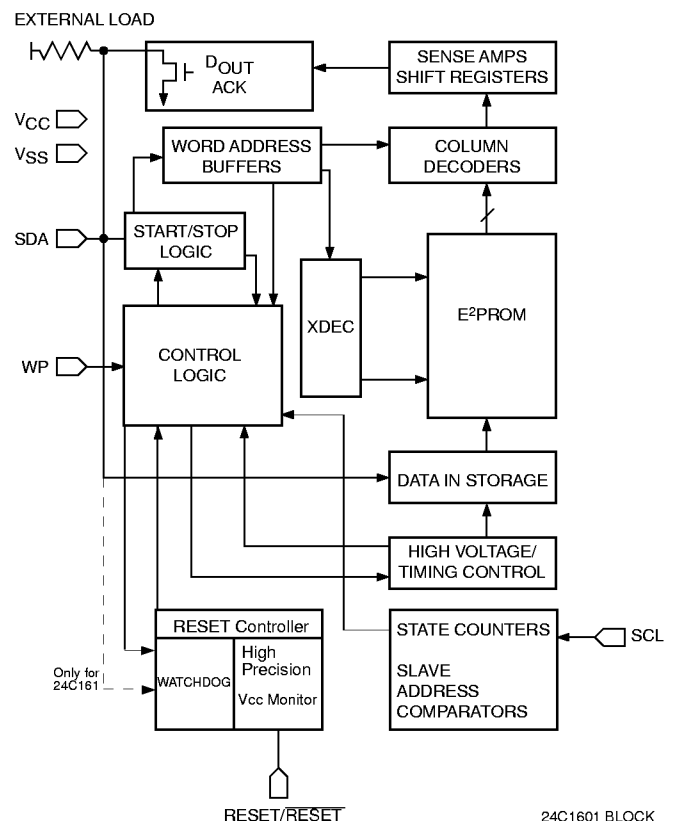 EXTERNAL LOAD
DOUT
ACK
SENSE AMPS
SHIFT REGISTERS
VCC
VSS
WORD ADDRESS
BUFFERS
COLUMN
DECODERS
SDA
START/STOP
LOGIC
XDEC
E²PROM
WP
CONTROL
LOGIC
DATA IN STORAGE
HIGH VOLTAGE/
TIMING CONTROL
RESET Controller
WATCHDOG
High
Precision
Vcc Monitor
STATE COUNTERS
SLAVE
ADDRESS
COMPARATORS
SCL
Only for
24C161
RESET/RESET
24C1601 BLOCK